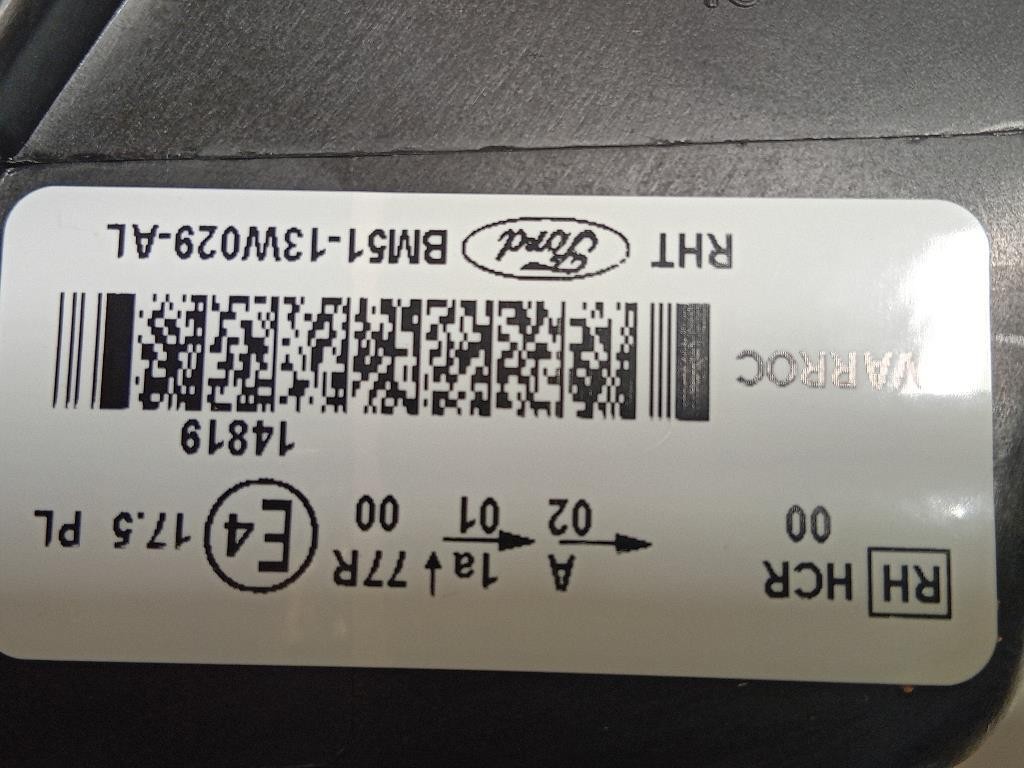 RH HCR A 1a ↓ 77R E4 17.5 PL
00 ← 02 ← 01 00
14819
VARROC
RHT Ford BM51-13W029-AL